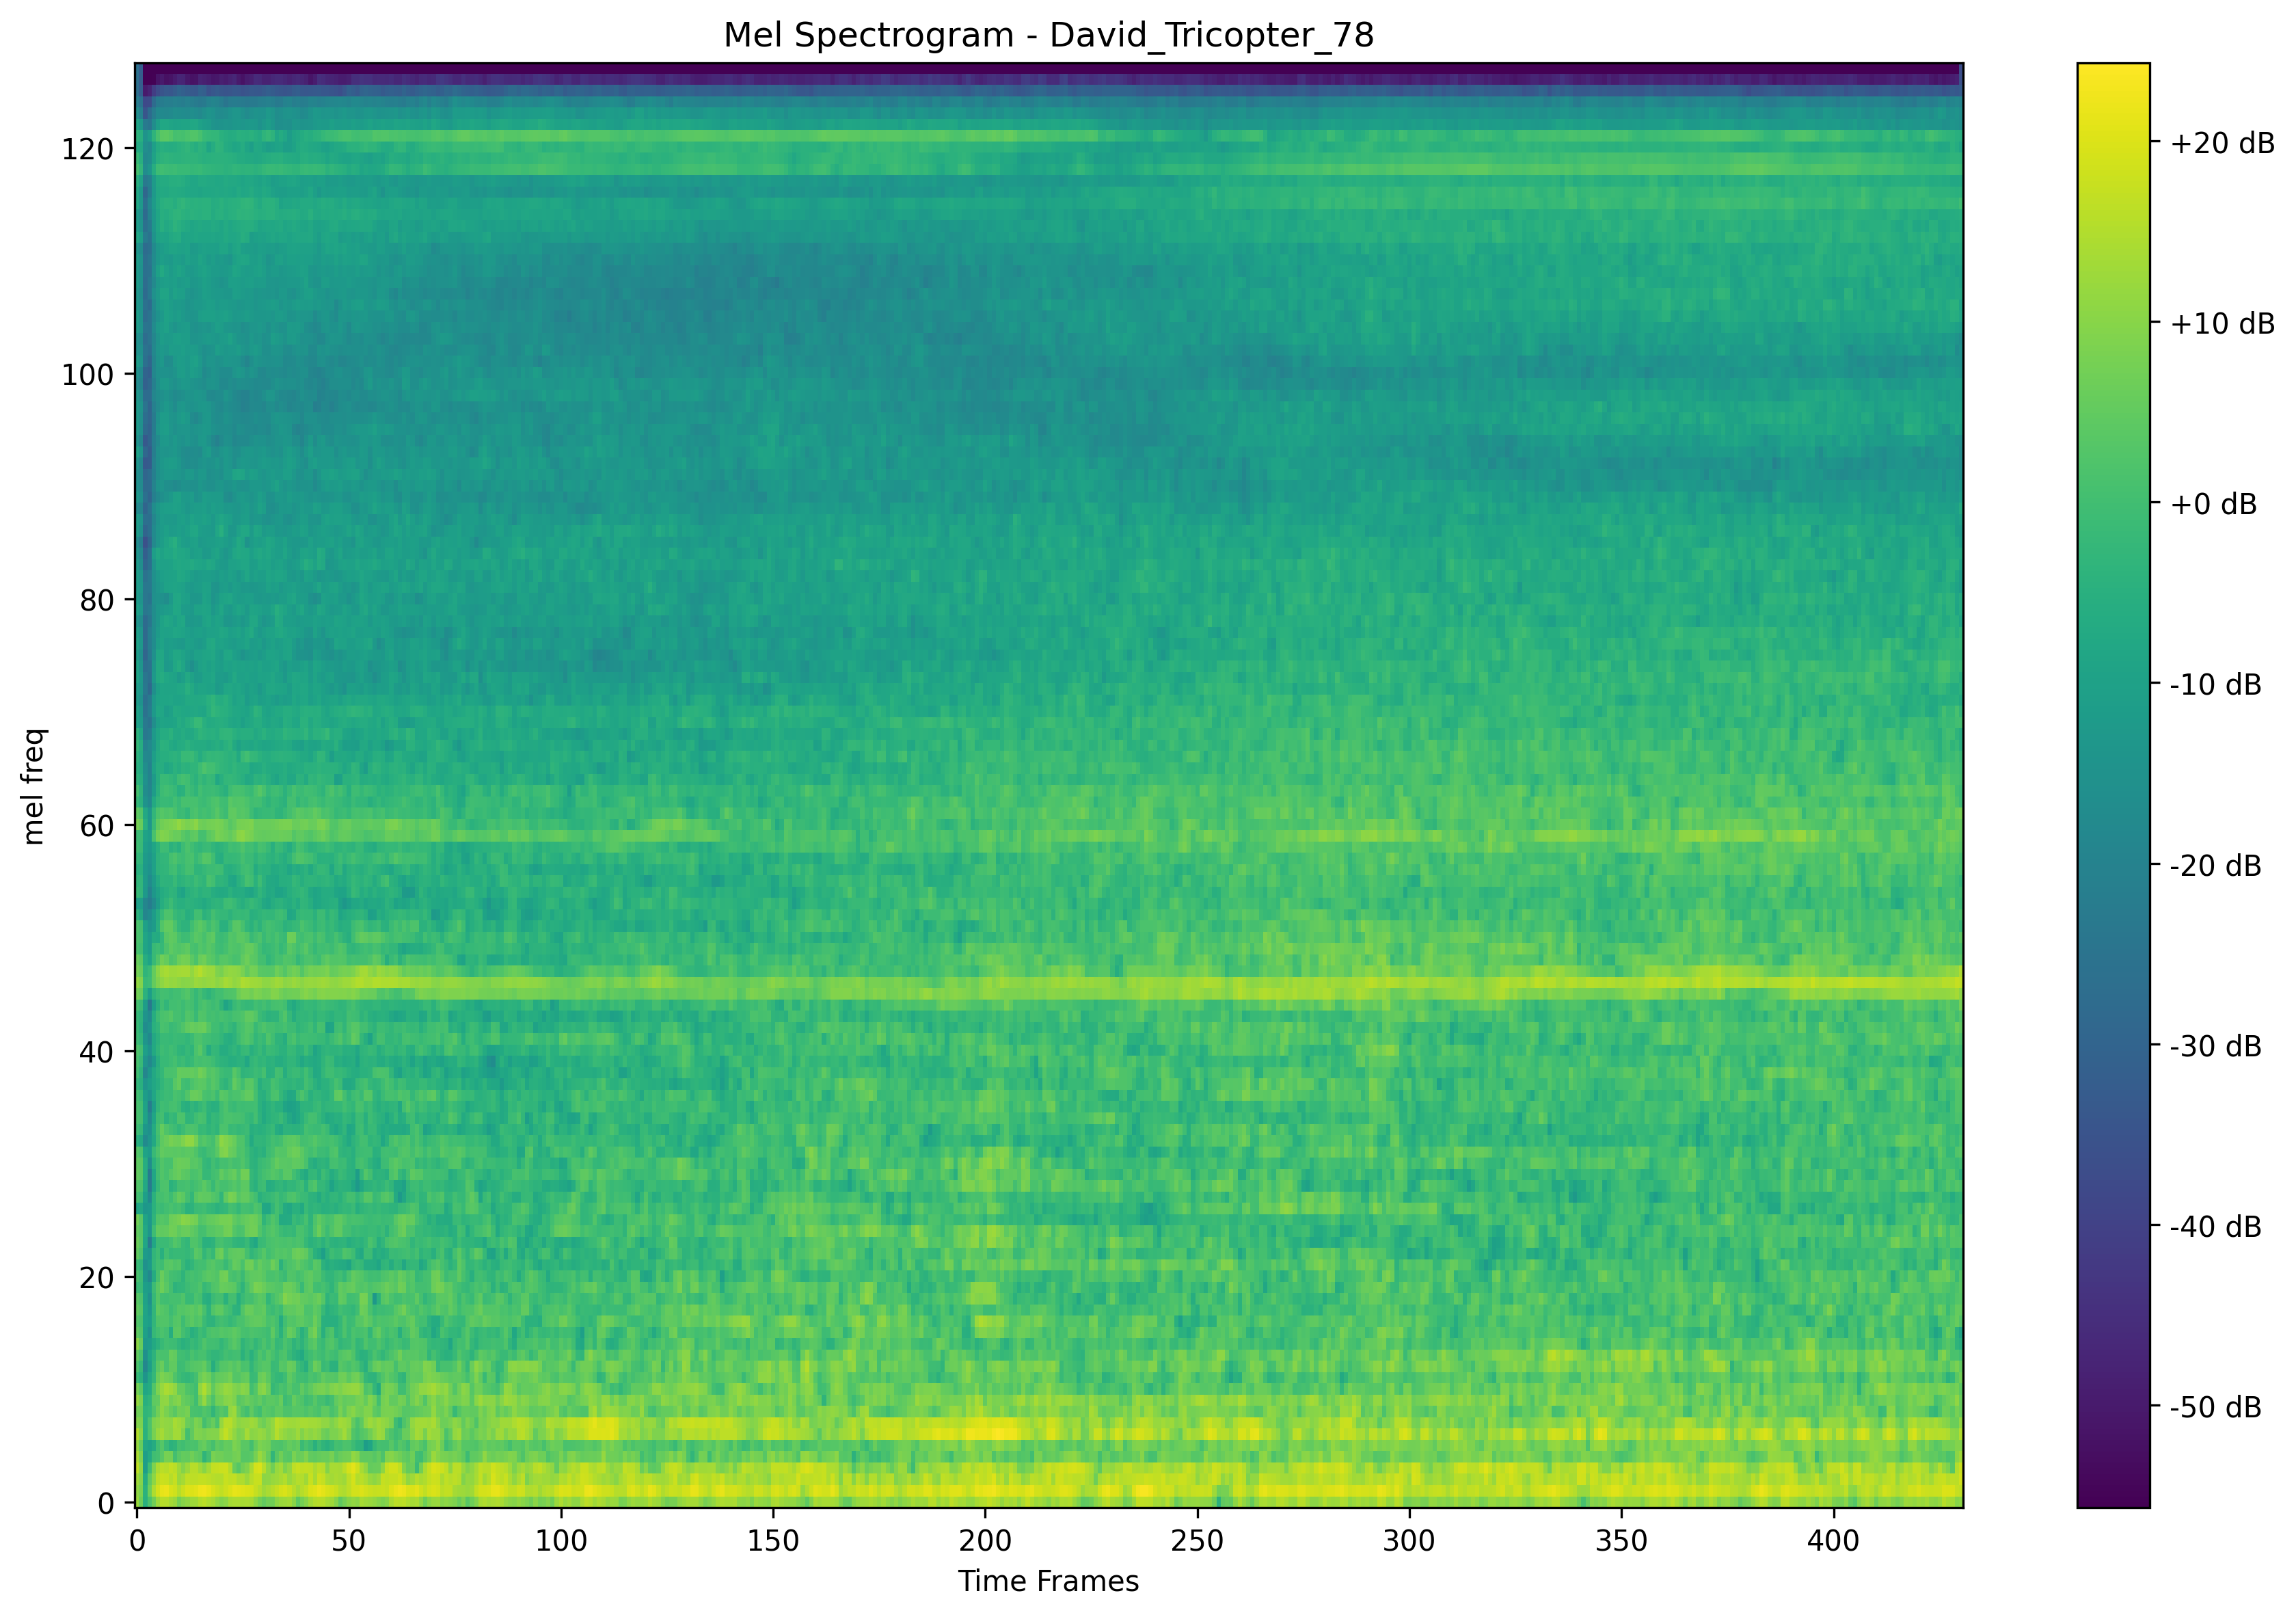 Mel Spectrogram - David_Tricopter_78
120
100
80
60
40
20
0
mel freq
0 50 100 150 200 250 300 350 400
Time Frames
+20 dB
+10 dB
+0 dB
-10 dB
-20 dB
-30 dB
-40 dB
-50 dB